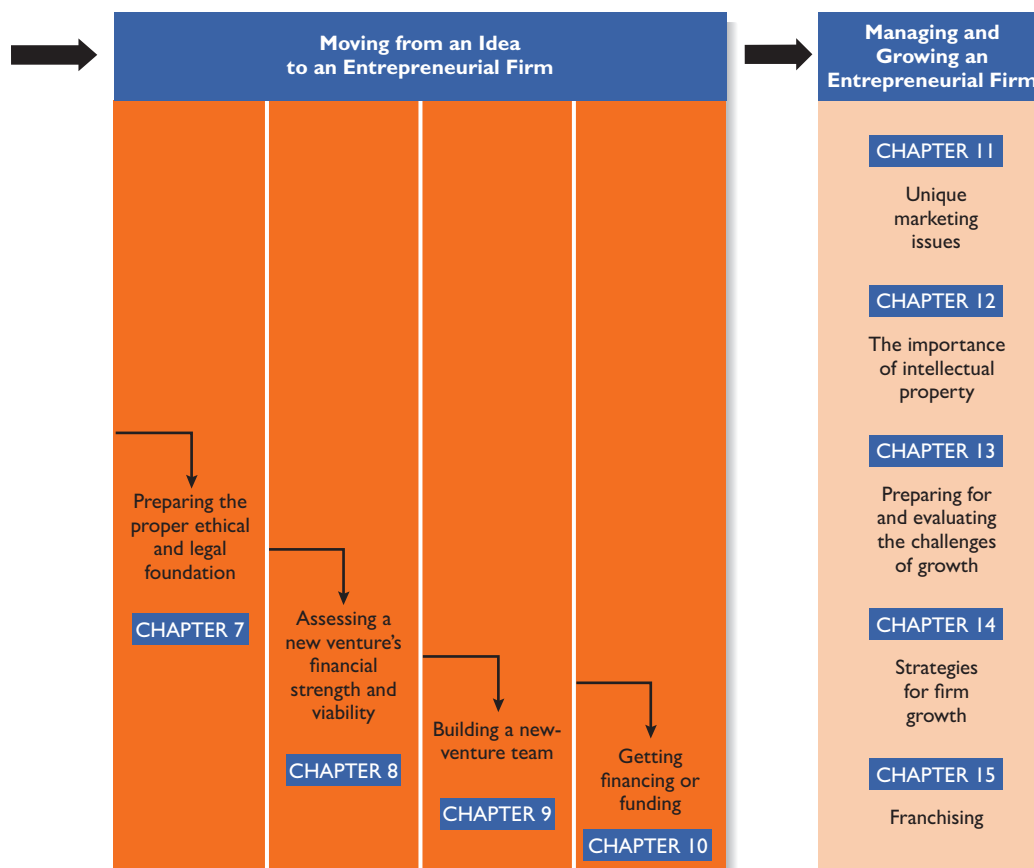 Moving from an Idea
to an Entrepreneurial Firm
Preparing the
proper ethical
and legal
foundation
CHAPTER 7
Assessing a
new venture's
financial
strength and
viability
CHAPTER 8
Building a new-
venture team
CHAPTER 9
Getting
financing or
funding
CHAPTER 10
Managing and
Growing an
Entrepreneurial Firm
CHAPTER 11
Unique
marketing
issues
CHAPTER 12
The importance
of intellectual
property
CHAPTER 13
Preparing for
and evaluating
the challenges
of growth
CHAPTER 14
Strategies
for firm
growth
CHAPTER 15
Franchising